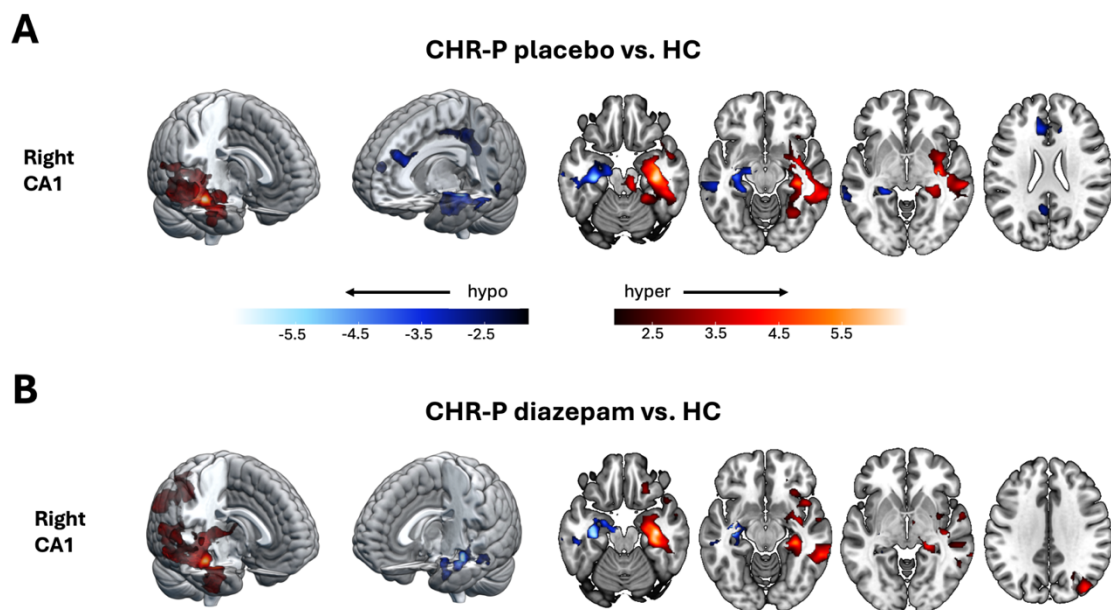 A
CHR-P placebo vs. HC
Right
CA1
hypo
hyper
-5.5 -4.5 -3.5 -2.5
2.5 3.5 4.5 5.5
B
CHR-P diazepam vs. HC
Right
CA1